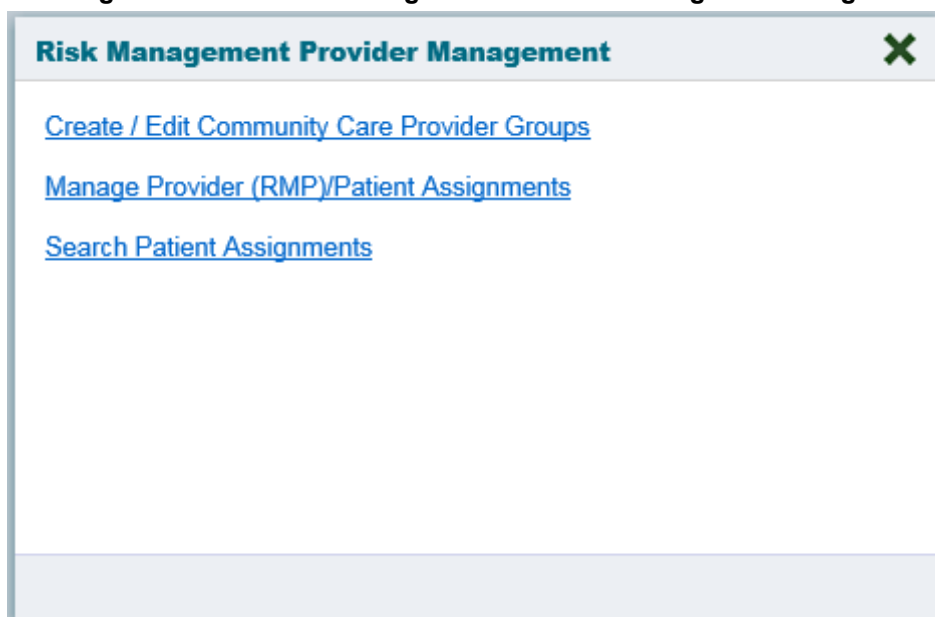 Risk Management Provider Management
Create / Edit Community Care Provider Groups
Manage Provider (RMP)/Patient Assignments
Search Patient Assignments